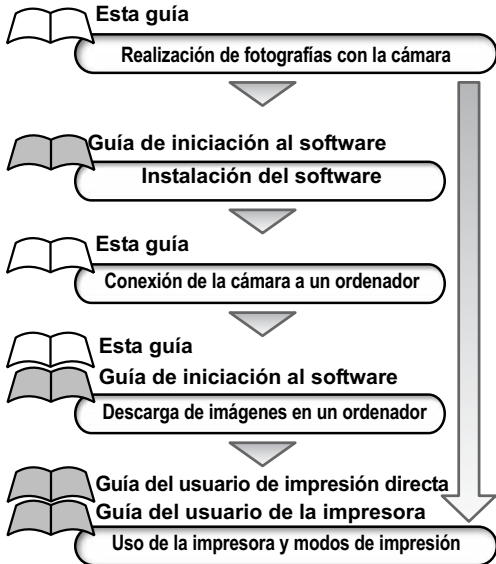 Esta guía
Realización de fotografías con la cámara
Guía de iniciación al software
Instalación del software
Esta guía
Conexión de la cámara a un ordenador
Esta guía
Guía de iniciación al software
Descarga de imágenes en un ordenador
Guía del usuario de impresión directa
Guía del usuario de la impresora
Uso de la impresora y modos de impresión